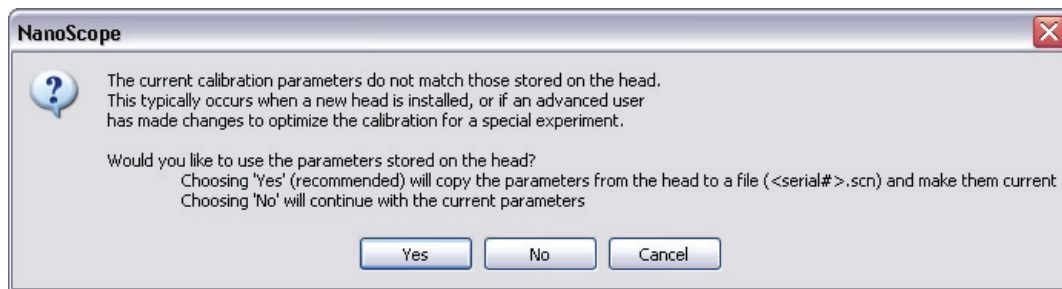 NanoScope
The current calibration parameters do not match those stored on the head.
This typically occurs when a new head is installed, or if an advanced user
has made changes to optimize the calibration for a special experiment.
Would you like to use the parameters stored on the head?
Choosing 'Yes' (recommended) will copy the parameters from the head to a file (<serial#>.scn) and make them current
Choosing 'No' will continue with the current parameters
Yes No Cancel